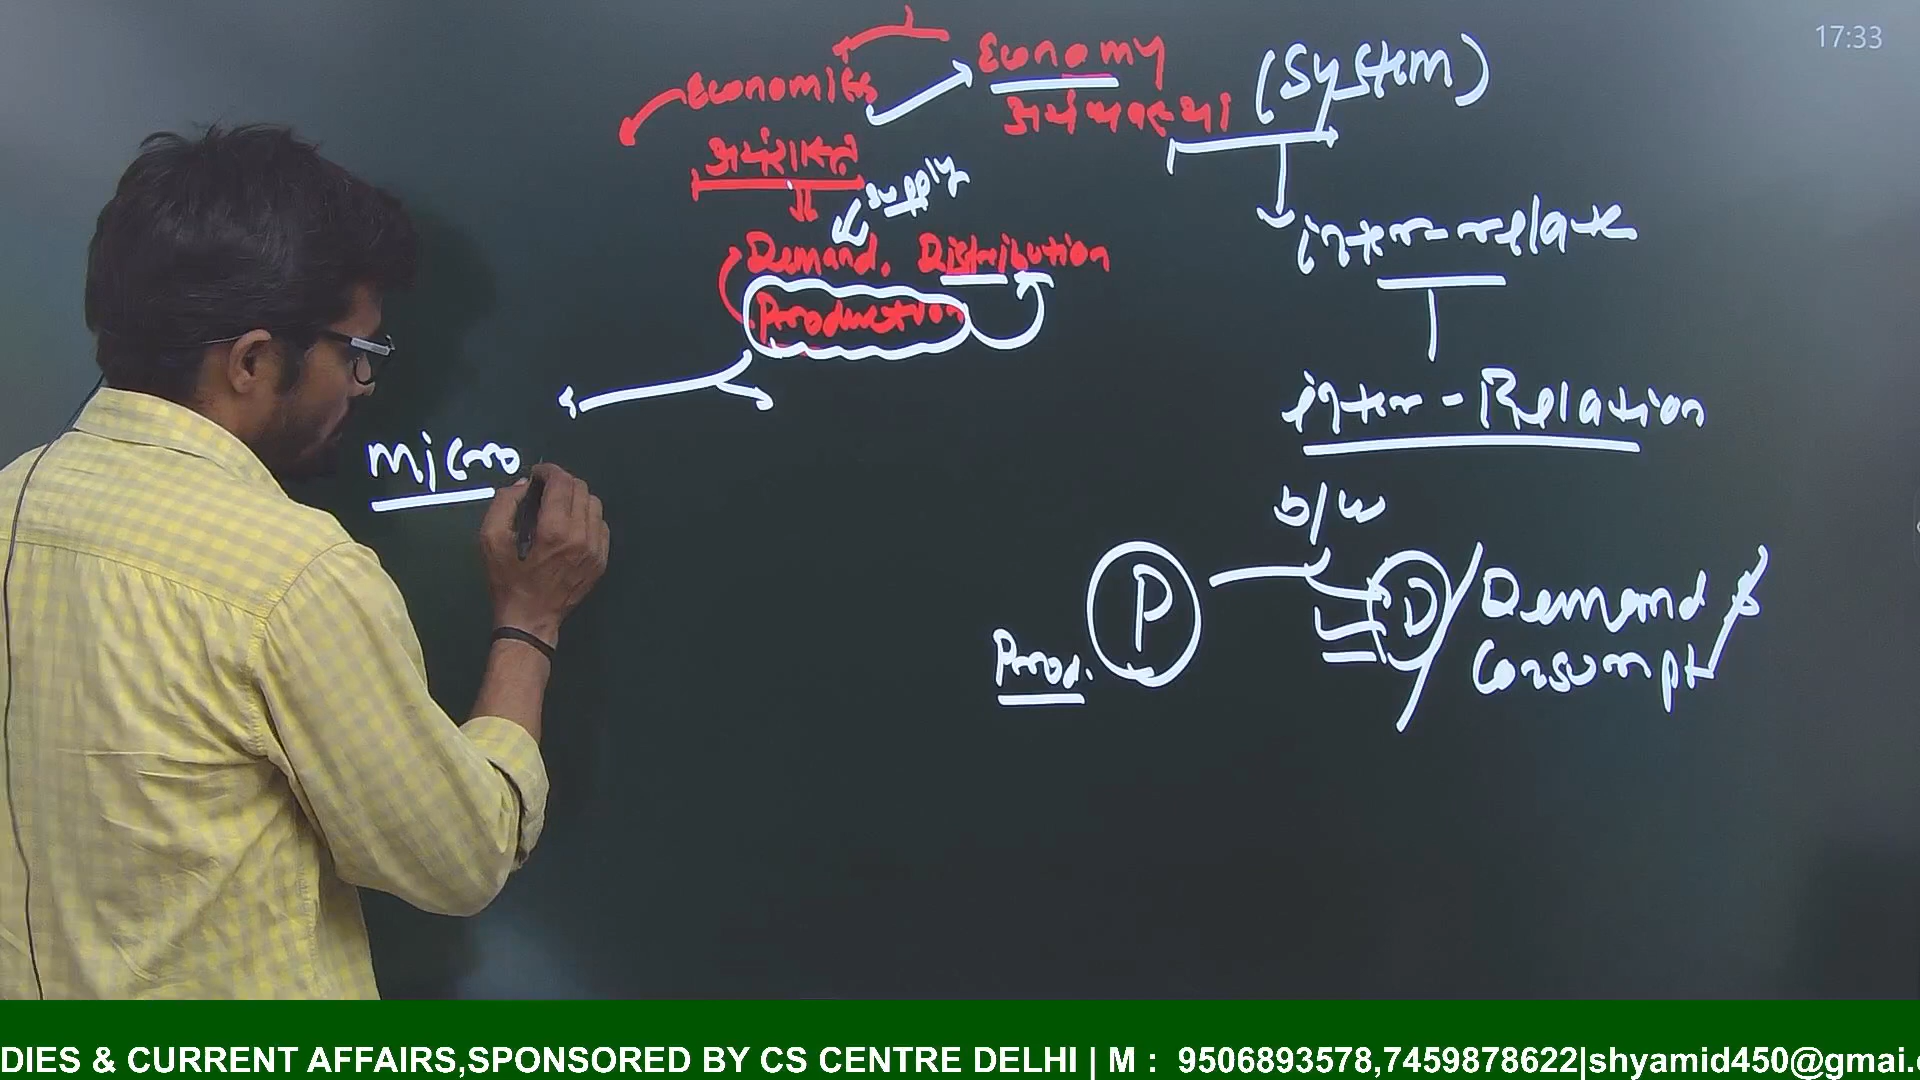 17:33
Economy
(System)
Economics
अर्थव्यवस्था
अर्थशास्त्र
Supply
inter-relate
Demand. Distribution
Production
inter-Relation
Micro
b/w
P
D / Demand &
Prod.
Consumpt
DIES & CURRENT AFFAIRS,SPONSORED BY CS CENTRE DELHI | M : 9506893578,7459878622|shyamid450@gmai.